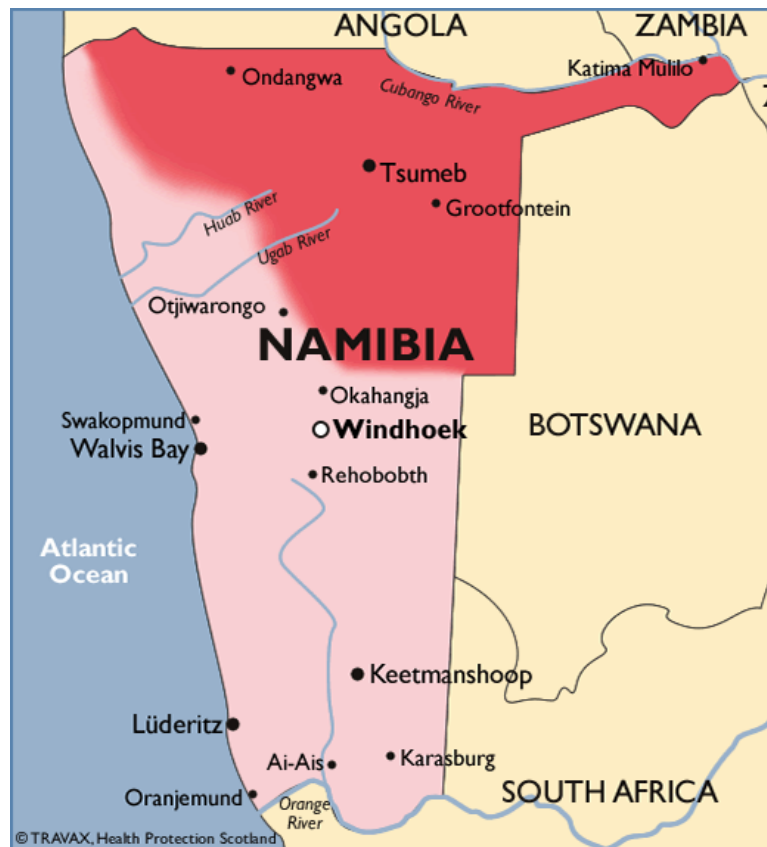 ANGOLA
ZAMBIA
Katima Mulilo
Ondangwa
Cubango River
Z
Tsumeb
Grootfontein
Huab River
Ugab River
Otjiwarongo
NAMIBIA
Okahangja
Swakopmund
Windhoek
BOTSWANA
Walvis Bay
Rehobobth
Atlantic
Ocean
Keetmanshoop
Lüderitz
Ai-Ais
Karasburg
Oranjemund
Orange
River
SOUTH AFRICA
© TRAVAX, Health Protection Scotland